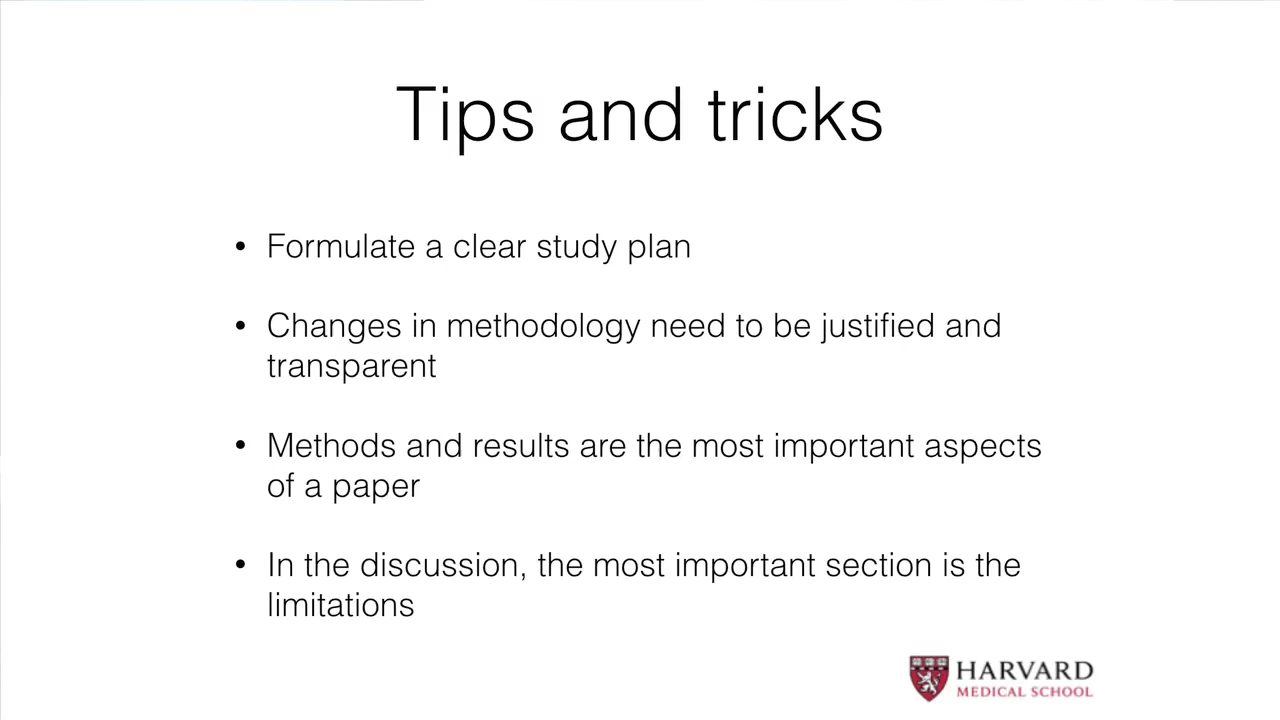 Tips and tricks
• Formulate a clear study plan
• Changes in methodology need to be justified and
transparent
• Methods and results are the most important aspects
of a paper
• In the discussion, the most important section is the
limitations
HARVARD
MEDICAL SCHOOL